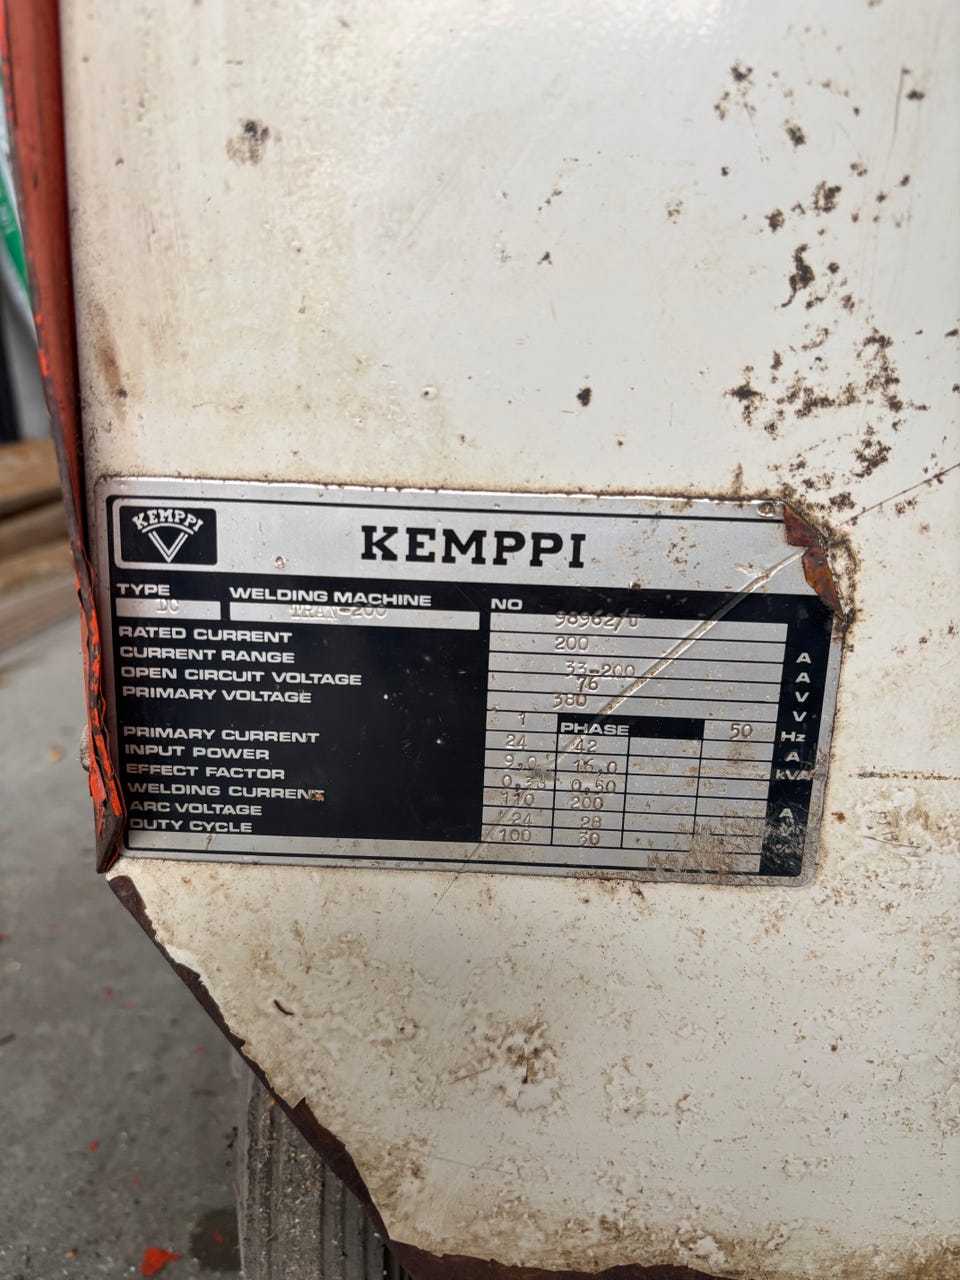 KEMPPI
KEMPPI
TYPE WELDING MACHINE NO
DC TRAN-200 98962/U
RATED CURRENT 200 A
CURRENT RANGE 33-200 A
OPEN CIRCUIT VOLTAGE 76 V
PRIMARY VOLTAGE 380 V
1 PHASE 50 Hz
PRIMARY CURRENT 24 42 A
INPUT POWER 9,0 16,0 kVA
EFFECT FACTOR 0,50
WELDING CURRENT 110 200 A
ARC VOLTAGE 24 28 V
DUTY CYCLE 100 30